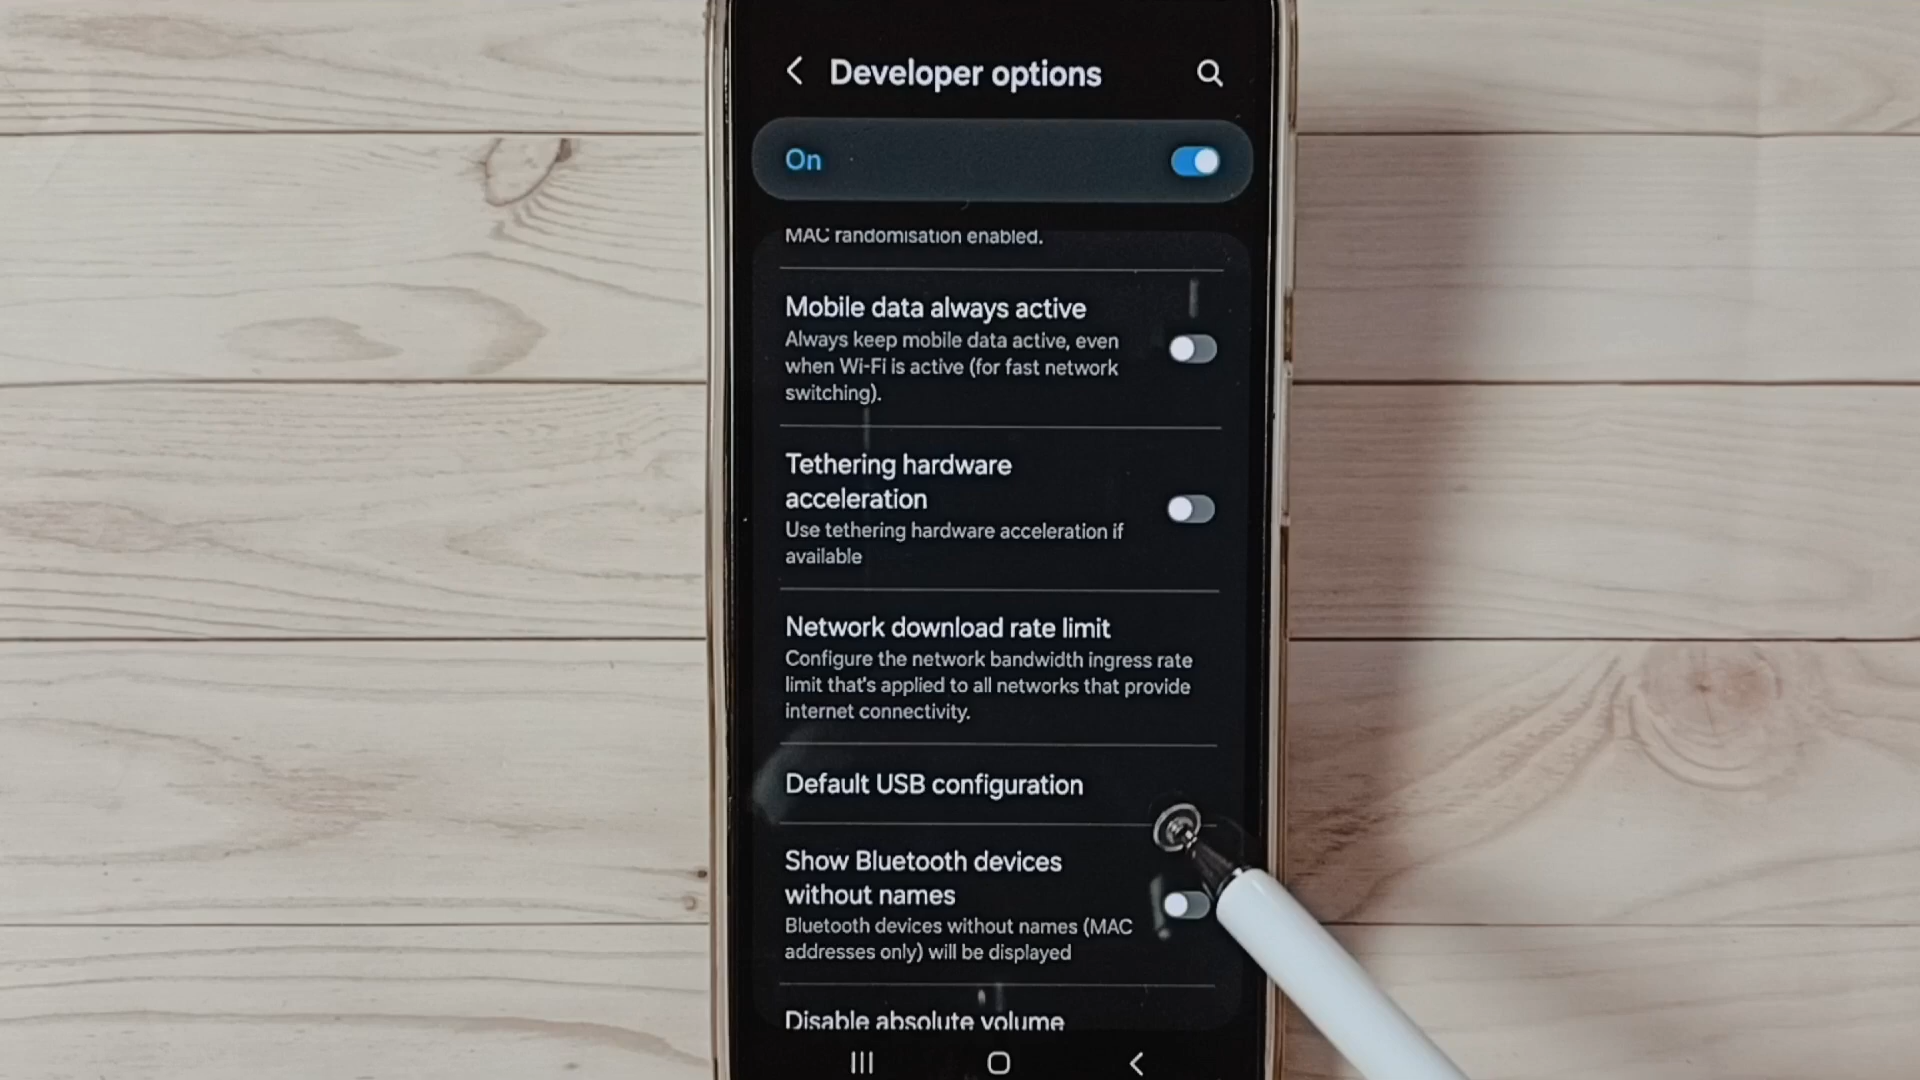 Developer options
On
MAC randomisation enabled.
Mobile data always active
Always keep mobile data active, even
when Wi-Fi is active (for fast network
switching).
Tethering hardware
acceleration
Use tethering hardware acceleration if
available
Network download rate limit
Configure the network bandwidth ingress rate
limit that's applied to all networks that provide
internet connectivity.
Default USB configuration
Show Bluetooth devices
without names
Bluetooth devices without names (MAC
addresses only) will be displayed
Disable absolute volume